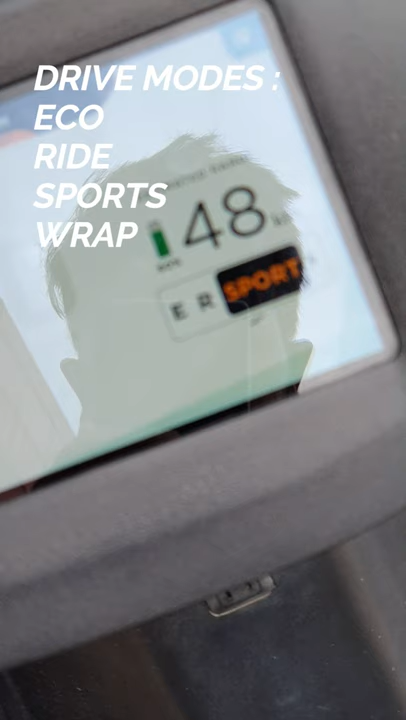 DRIVE MODES :
ECO
RIDE
SPORTS
WRAP
48
E R SPORT